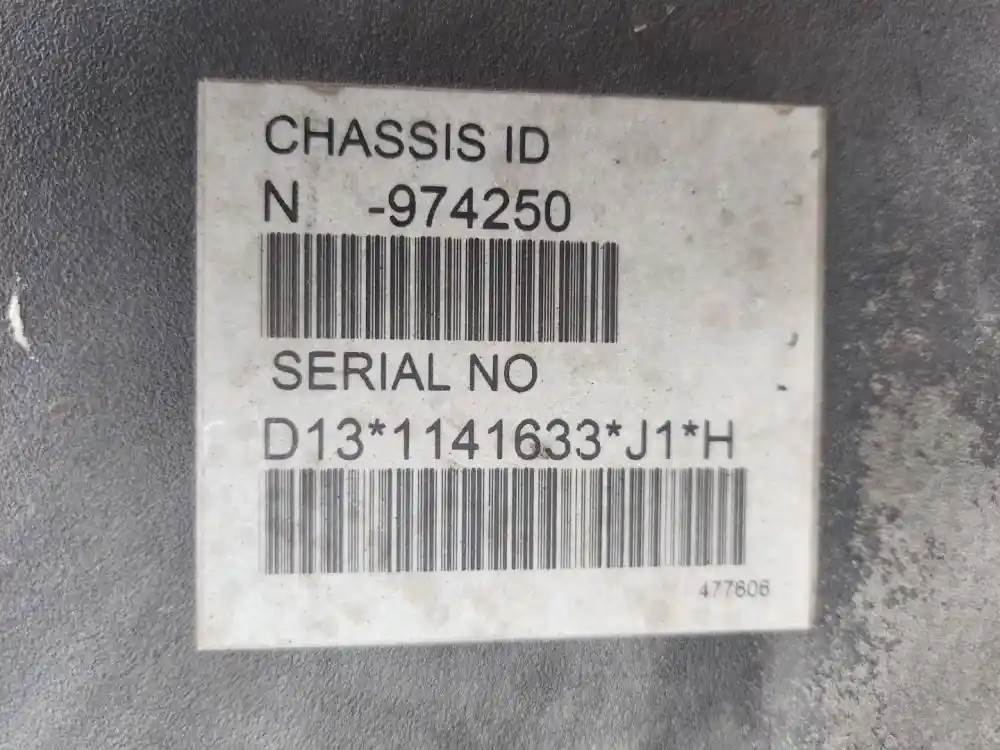 CHASSIS ID
N -974250
SERIAL NO
D13*1141633*J1*H
477606